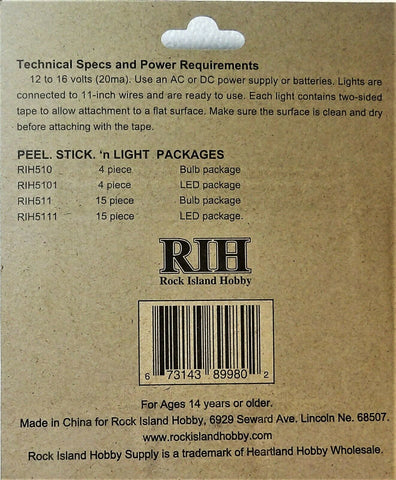 Technical Specs and Power Requirements
12 to 16 volts (20ma). Use an AC or DC power supply or batteries. Lights are
connected to 11-inch wires and are ready to use. Each light contains two-sided
tape to allow attachment to a flat surface. Make sure the surface is clean and dry
before attaching with the tape.
PEEL. STICK. 'n LIGHT PACKAGES
RIH510 4 piece Bulb package
RIH5101 4 piece LED package
RIH511 15 piece Bulb package
RIH5111 15 piece LED package.
RIH
Rock Island Hobby
6 73143 89980 2
For Ages 14 years or older.
Made in China for Rock Island Hobby, 6929 Seward Ave. Lincoln Ne. 68507.
www.rockislandhobby.com
Rock Island Hobby Supply is a trademark of Heartland Hobby Wholesale.